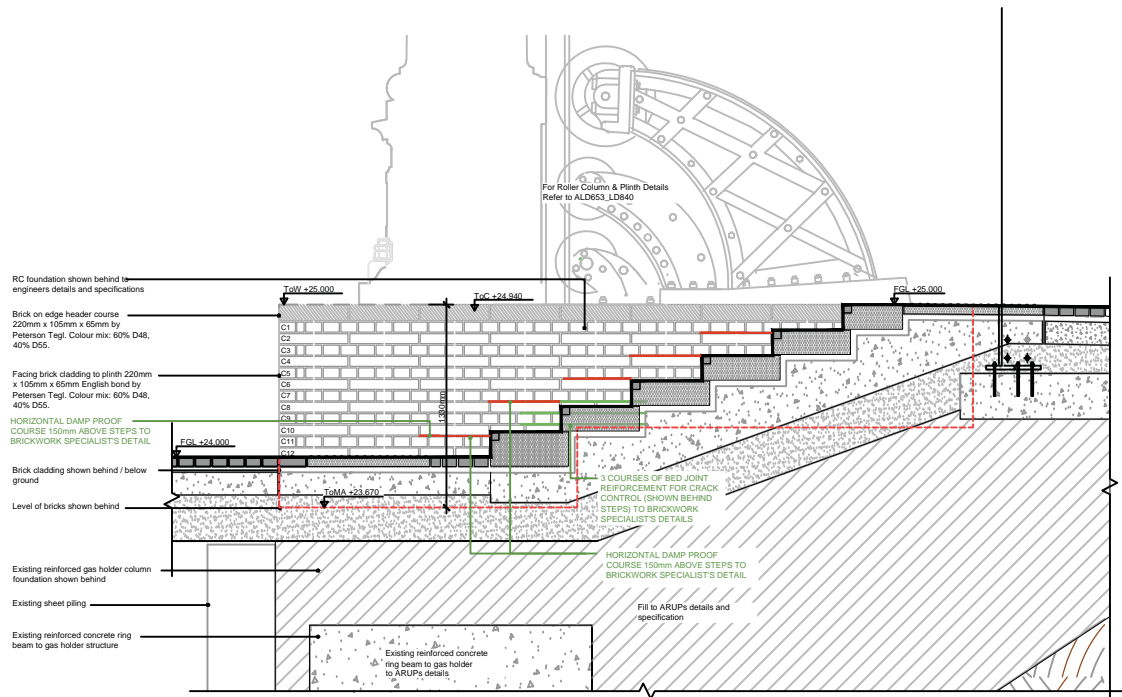 For Roller Column & Plinth Details
Refer to ALD653_LD840
RC foundation shown behind to
engineers details and specifications
ToW +25.000
ToC +24.940
FGL +25.000
Brick on edge header course
220mm x 105mm x 65mm by
Peterson Tegl. Colour mix: 60% D48,
40% D55.
C1
C2
C3
C4
C5
C6
C7
C8
C9
C10
C11
C12
1330mm
Facing brick cladding to plinth 220mm
x 105mm x 65mm English bond by
Petersen Tegl. Colour mix: 60% D48,
40% D55.
HORIZONTAL DAMP PROOF
COURSE 150mm ABOVE STEPS TO
BRICKWORK SPECIALIST'S DETAIL
FGL +24.000
Brick cladding shown behind / below
ground
ToMA +23.670
Level of bricks shown behind
3 COURSES OF BED JOINT
REIFORCEMENT FOR CRACK
CONTROL (SHOWN BEHIND
STEPS) TO BRICKWORK
SPECIALIST'S DETAILS
HORIZONTAL DAMP PROOF
COURSE 150mm ABOVE STEPS TO
BRICKWORK SPECIALIST'S DETAIL
Existing reinforced gas holder column
foundation shown behind
Existing sheet piling
Fill to ARUPs details and
specification
Existing reinforced concrete ring
beam to gas holder structure
Existing reinforced concrete
ring beam to gas holder
to ARUPs details